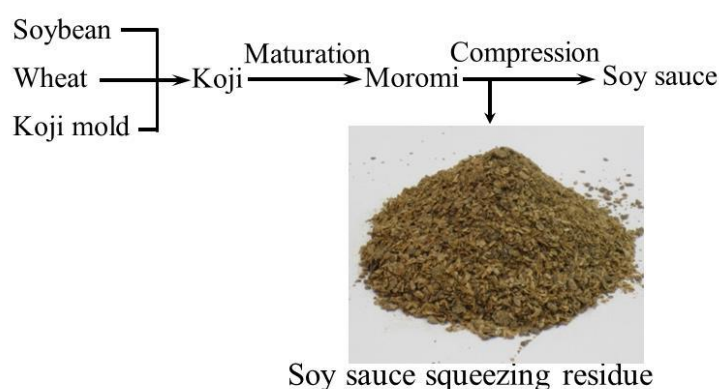 Soybean
Wheat
Koji mold
Koji
Maturation
Moromi
Compression
Soy sauce
Soy sauce squeezing residue